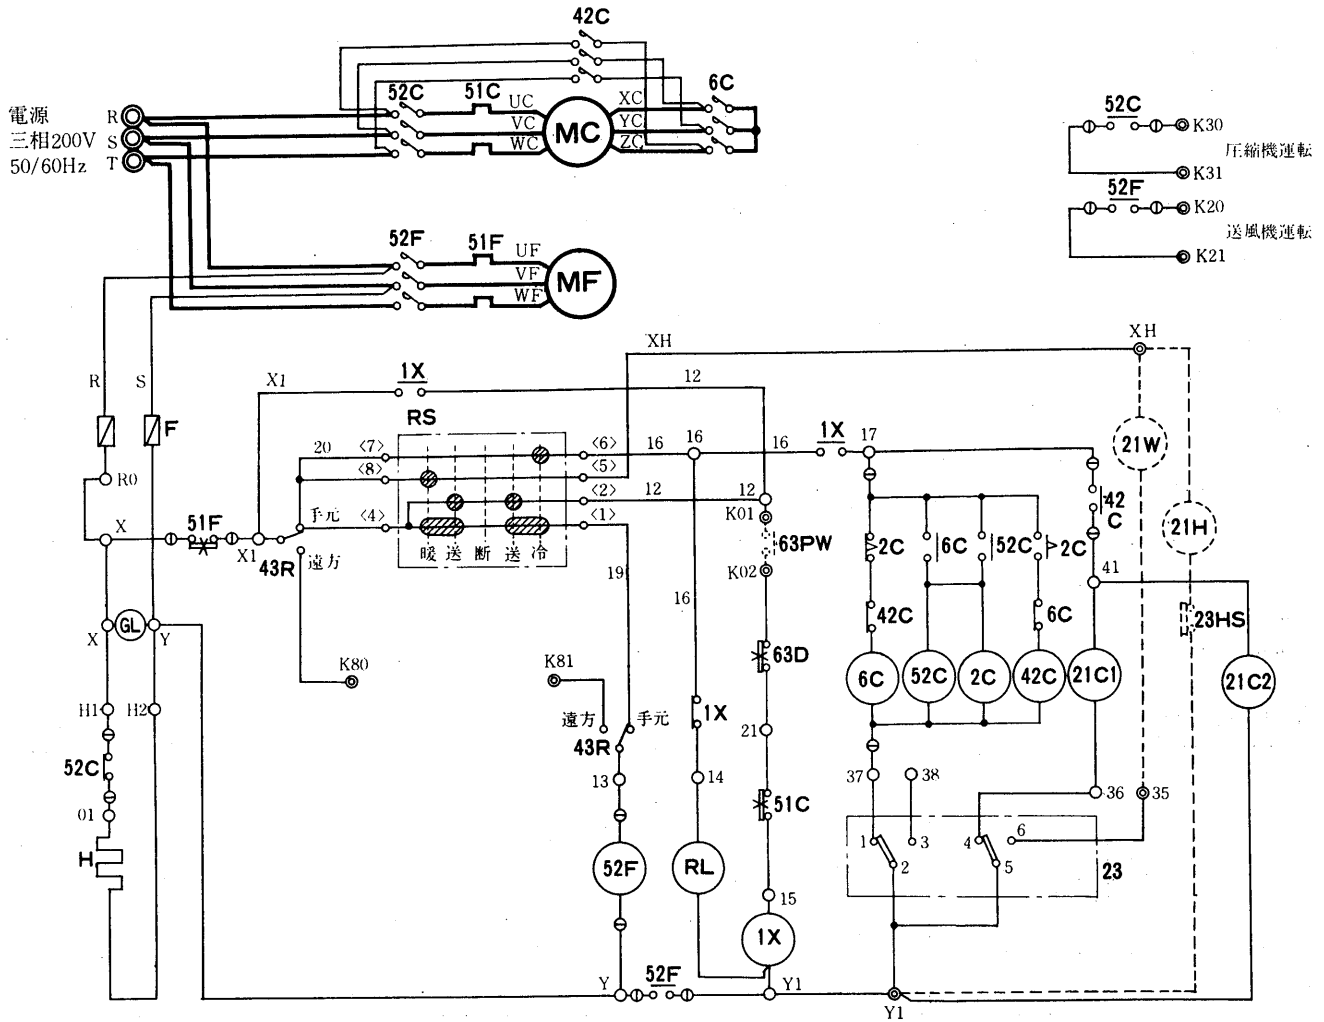 42C
52C
51C
6C
UC
VC
WC
XC
YC
ZC
MC
電源
三相200V
50/60Hz
R
S
T
52C
K30
圧縮機運転
K31
52F
K20
送風機運転
K21
52F
51F
UF
VF
WF
MF
XH
XH
R
S
F
X1
1X
12
RS
20
<7>
<6>
16
16
16
1X
17
21W
R0
<8>
<5>
<2>
12
12
K01
42C
21H
X
51F
X1
手元
<4>
<1>
43R
遠方
暖 送 断 送 冷
63PW
K02
2C
6C
52C
2C
41
19
16
42C
6C
23HS
X
GL
Y
63D
6C
52C
2C
42C
21C1
21C2
K80
K81
H1
H2
遠方
手元
43R
1X
21
52C
13
14
37
38
36
35
01
51C
H
1
2
3
4
5
6
23
52F
RL
15
1X
Y
52F
Y1
Y1